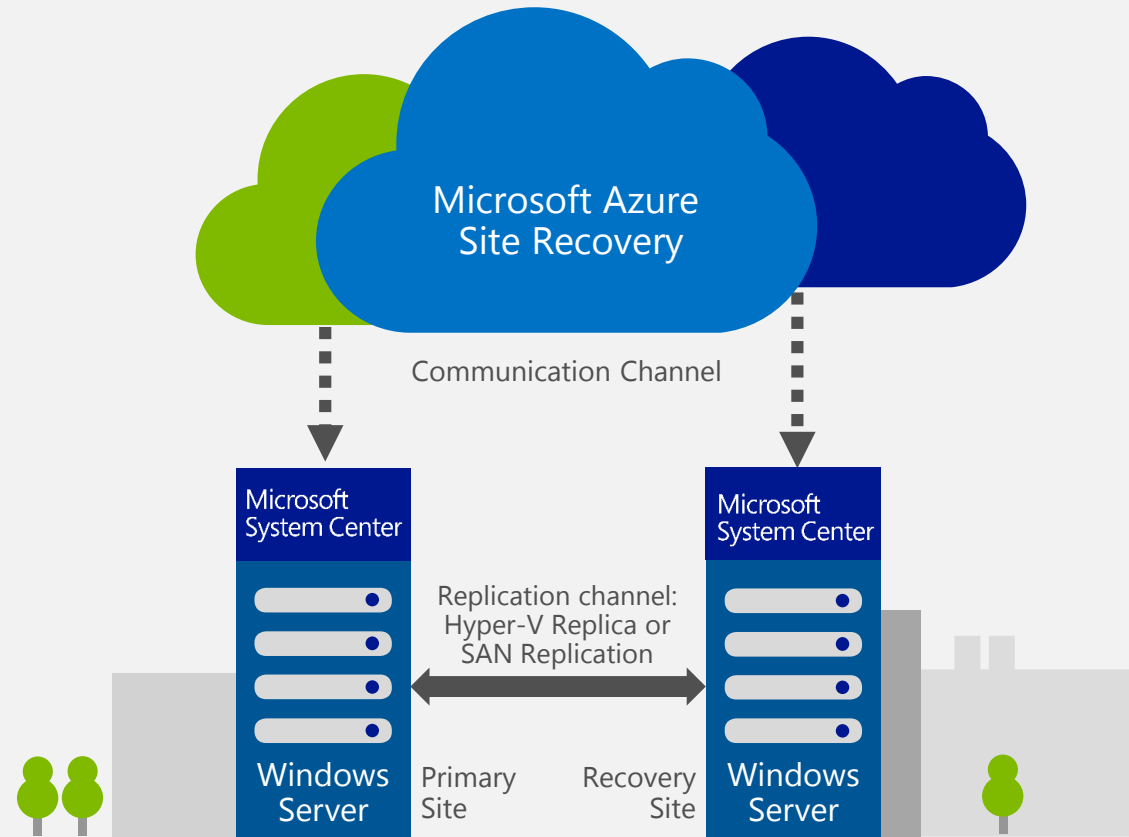 Microsoft Azure
Site Recovery
Communication Channel
Microsoft
System Center
Microsoft
System Center
Replication channel:
Hyper-V Replica or
SAN Replication
Windows
Server
Primary
Site
Recovery
Site
Windows
Server